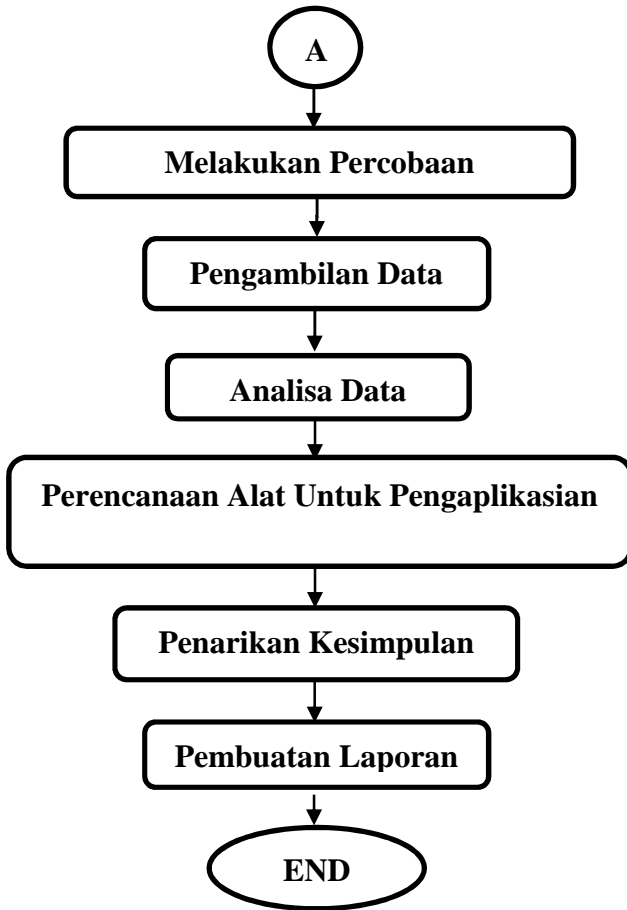 A
Melakukan Percobaan
Pengambilan Data
Analisa Data
Perencanaan Alat Untuk Pengaplikasian
Penarikan Kesimpulan
Pembuatan Laporan
END